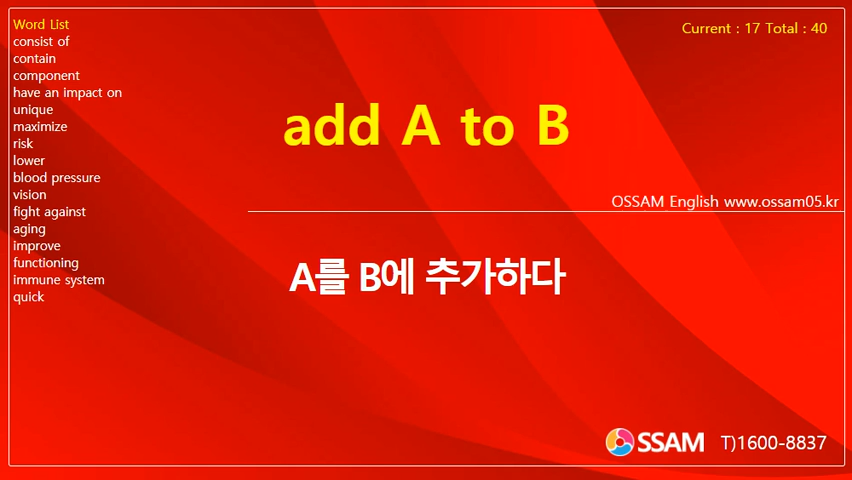 Word List
consist of
contain
component
have an impact on
unique
maximize
risk
lower
blood pressure
vision
fight against
aging
improve
functioning
immune system
quick
Current : 17 Total : 40
add A to B
OSSAM English www.ossam05.kr
A를 B에 추가하다
OSSAM T)1600-8837